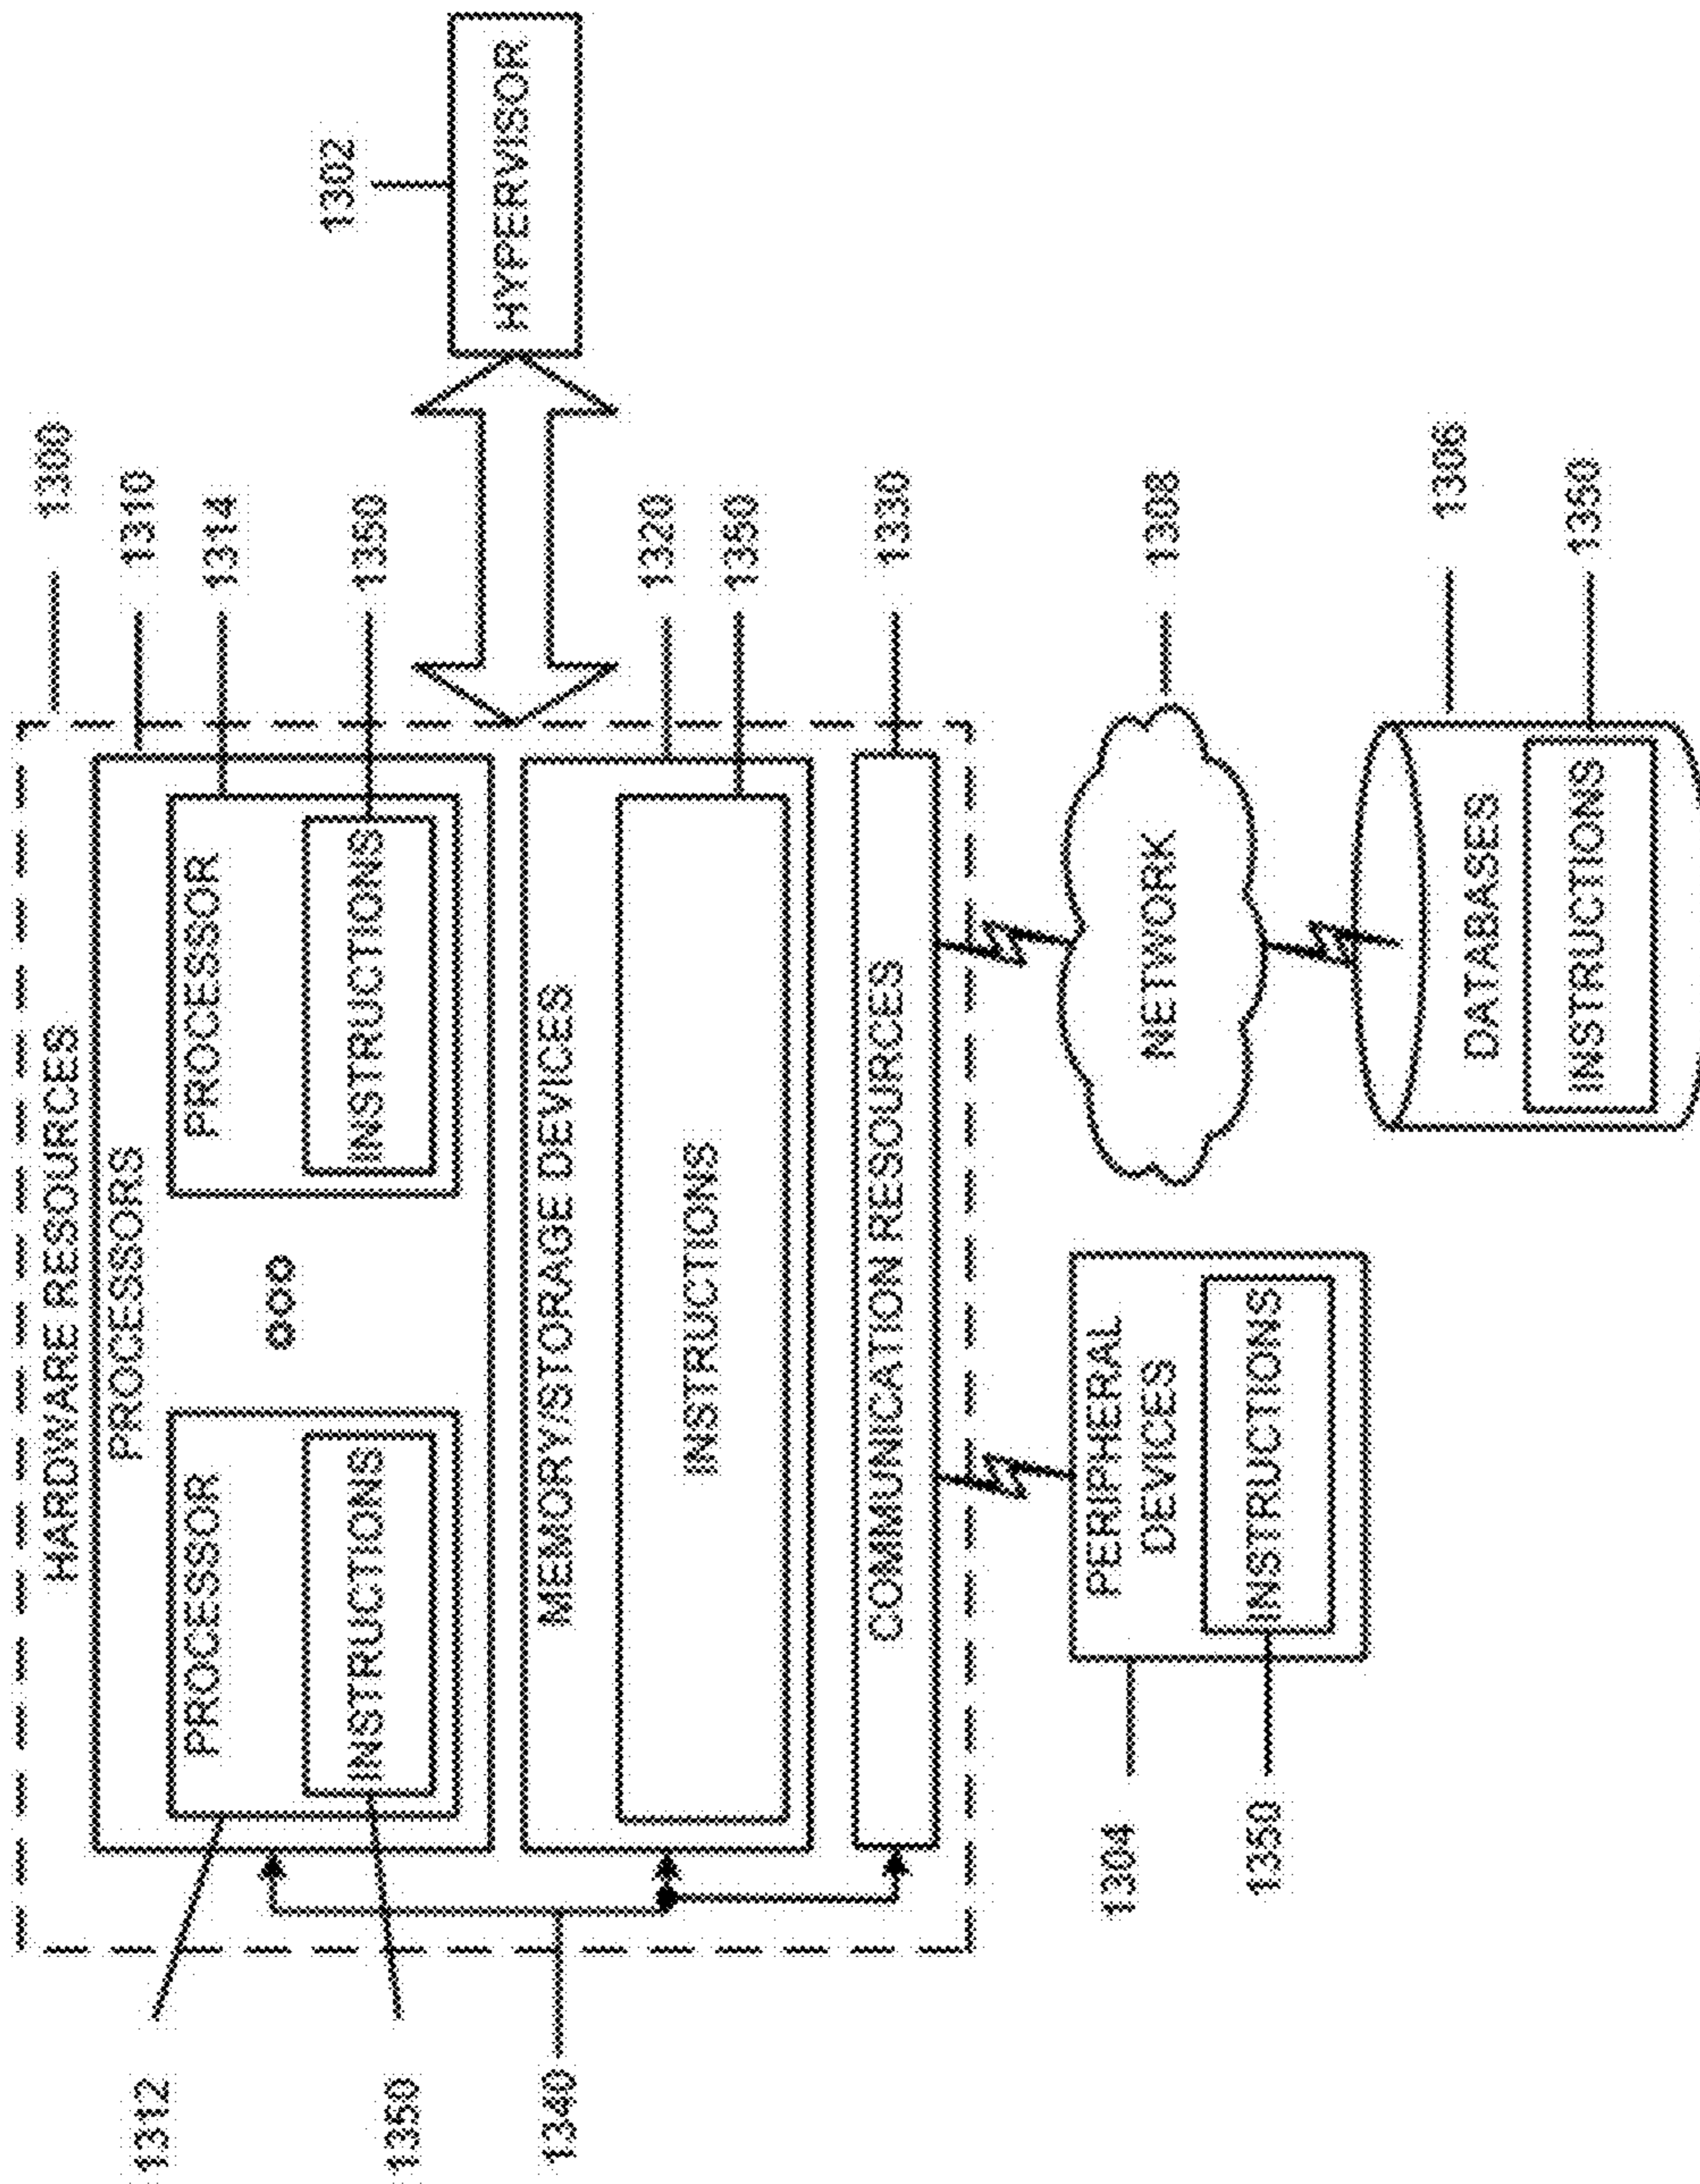 HARDWARE RESOURCES
1300
PROCESSORS
1310
1312
PROCESSOR
PROCESSOR
1314
1350
INSTRUCTIONS
INSTRUCTIONS
1350
1302
HYPERVISOR
1340
MEMORY/STORAGE DEVICES
1320
INSTRUCTIONS
1350
COMMUNICATION RESOURCES
1330
1304
PERIPHERAL
DEVICES
1350
INSTRUCTIONS
NETWORK
1308
DATABASES
1306
INSTRUCTIONS
1350